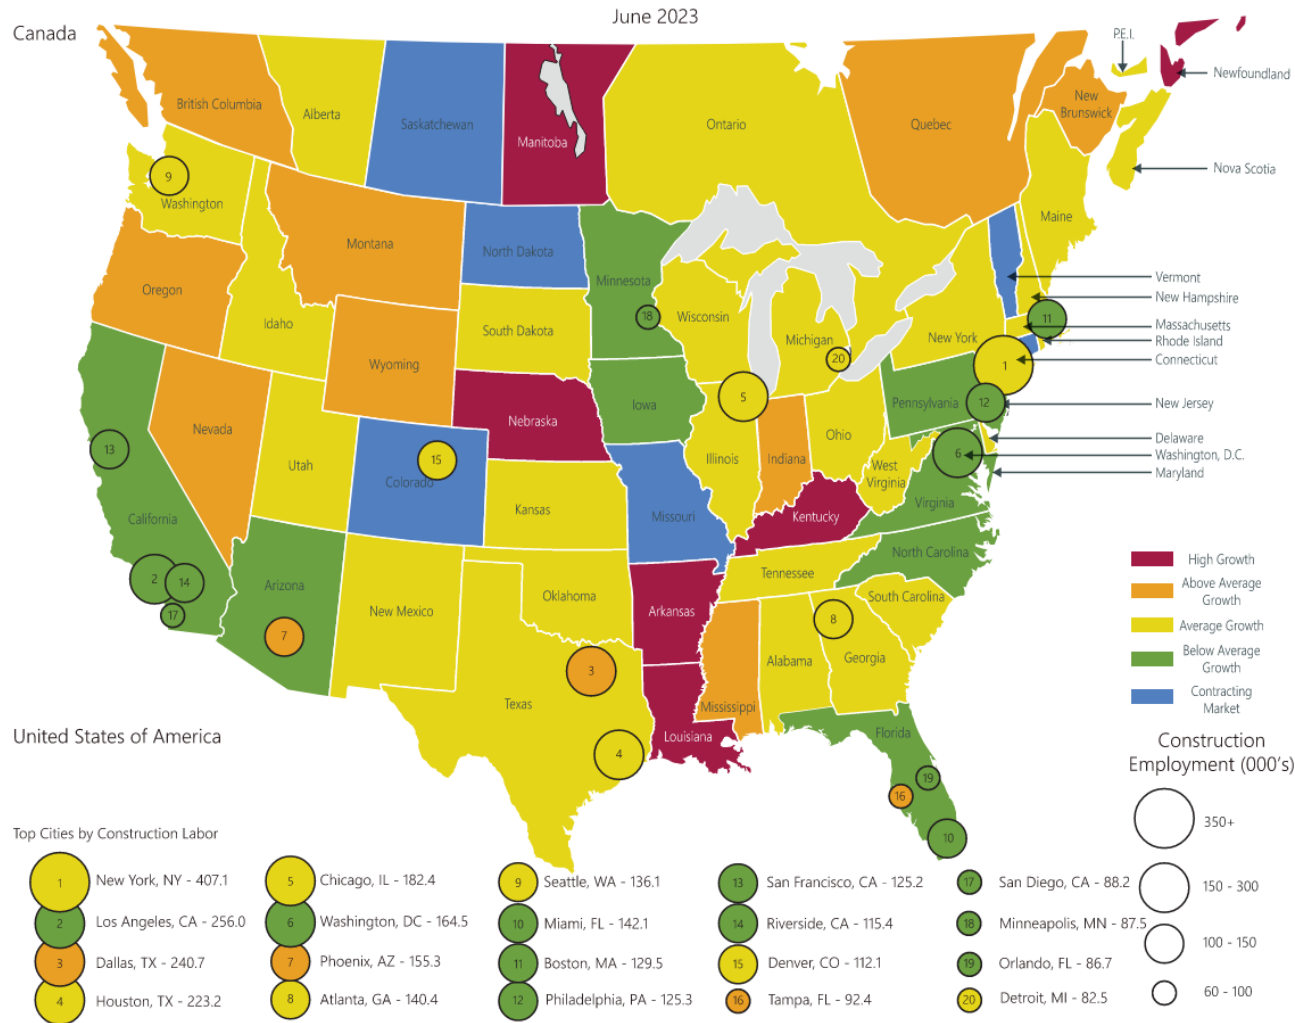 June 2023
Canada
P.E.I.
Newfoundland
British Columbia
Alberta
Saskatchewan
Manitoba
Ontario
Quebec
New
Brunswick
Nova Scotia
9
Washington
Montana
North Dakota
Minnesota
Maine
Oregon
Idaho
South Dakota
18
Wisconsin
Michigan
20
New York
Vermont
New Hampshire
11
Massachusetts
Rhode Island
Connecticut
1
Wyoming
Nebraska
Iowa
5
Pennsylvania
12
New Jersey
Nevada
Utah
15
Colorado
Illinois
Indiana
Ohio
West
Virginia
6
Delaware
Washington, D.C.
Maryland
13
California
Kansas
Missouri
Kentucky
Virginia
2
14
17
Arizona
7
New Mexico
Oklahoma
Arkansas
Tennessee
North Carolina
South Carolina
8
Georgia
Alabama
Mississippi
Texas
3
4
Louisiana
Florida
19
16
10
High Growth
Above Average
Growth
Average Growth
Below Average
Growth
Contracting
Market
United States of America
Construction
Employment (000's)
350+
150 - 300
100 - 150
60 - 100
Top Cities by Construction Labor
1 New York, NY - 407.1
2 Los Angeles, CA - 256.0
3 Dallas, TX - 240.7
4 Houston, TX - 223.2
5 Chicago, IL - 182.4
6 Washington, DC - 164.5
7 Phoenix, AZ - 155.3
8 Atlanta, GA - 140.4
9 Seattle, WA - 136.1
10 Miami, FL - 142.1
11 Boston, MA - 129.5
12 Philadelphia, PA - 125.3
13 San Francisco, CA - 125.2
14 Riverside, CA - 115.4
15 Denver, CO - 112.1
16 Tampa, FL - 92.4
17 San Diego, CA - 88.2
18 Minneapolis, MN - 87.5
19 Orlando, FL - 86.7
20 Detroit, MI - 82.5